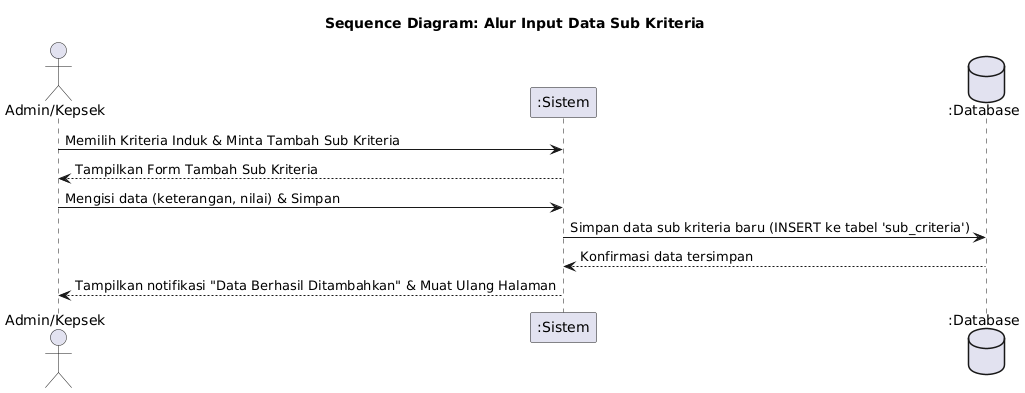 Sequence Diagram: Alur Input Data Sub Kriteria
Admin/Kepsek
:Sistem
:Database
Memilih Kriteria Induk & Minta Tambah Sub Kriteria
Tampilkan Form Tambah Sub Kriteria
Mengisi data (keterangan, nilai) & Simpan
Simpan data sub kriteria baru (INSERT ke tabel 'sub_criteria')
Konfirmasi data tersimpan
Tampilkan notifikasi "Data Berhasil Ditambahkan" & Muat Ulang Halaman
Admin/Kepsek
:Sistem
:Database